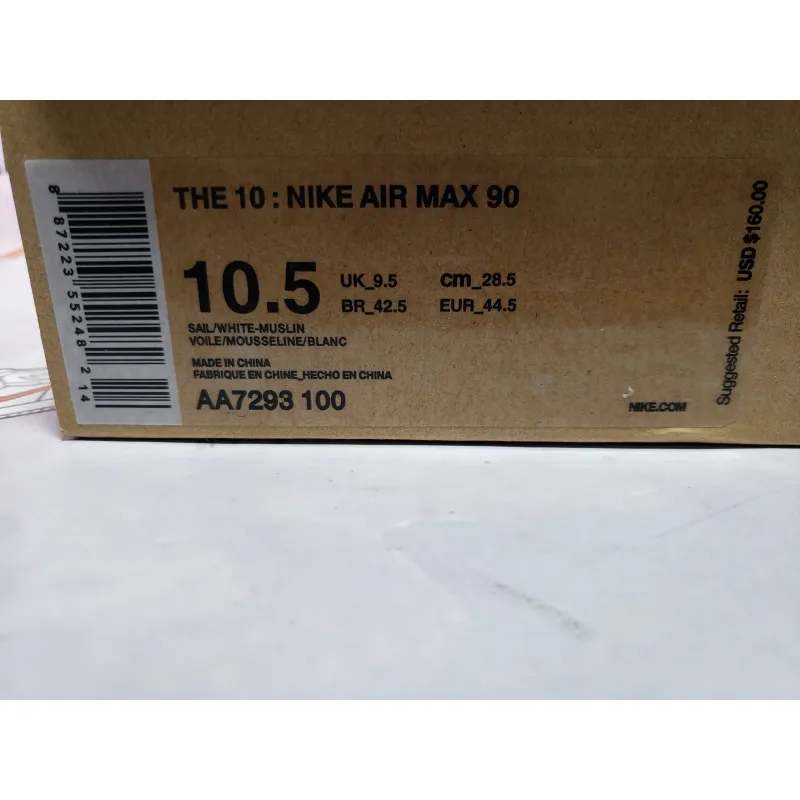 THE 10 : NIKE AIR MAX 90
10.5
UK_9.5 cm_28.5
BR_42.5 EUR_44.5
SAIL/WHITE-MUSLIN
VOILE/MOUSSELINE/BLANC
MADE IN CHINA
FABRIQUE EN CHINE_HECHO EN CHINA
AA7293 100
NIKE.COM
Suggested Retail: USD $160.00
8 87223 55248 214